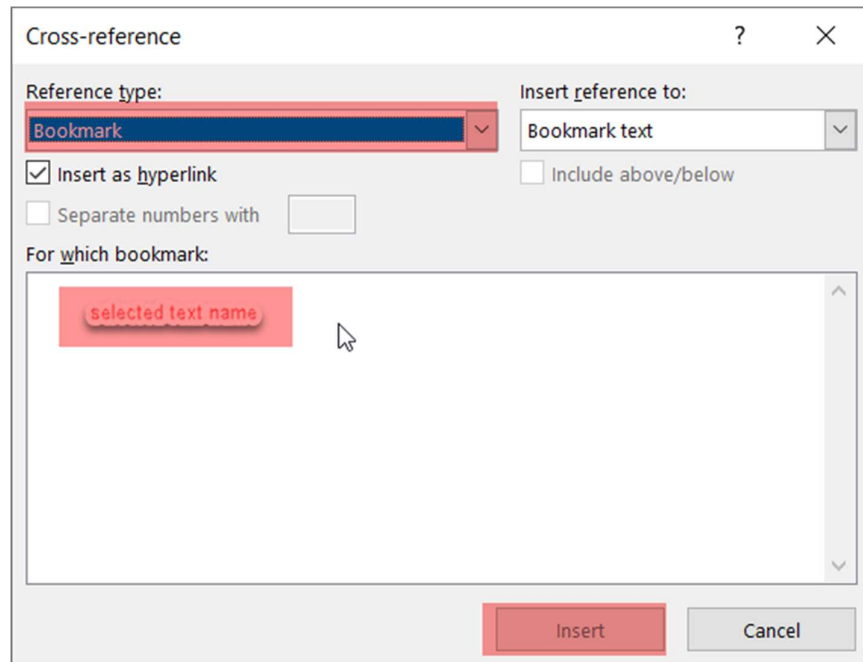 Cross-reference
?
Reference type:
Insert reference to:
Bookmark
Bookmark text
Insert as hyperlink
Include above/below
Separate numbers with
For which bookmark:
selected text name
Insert
Cancel